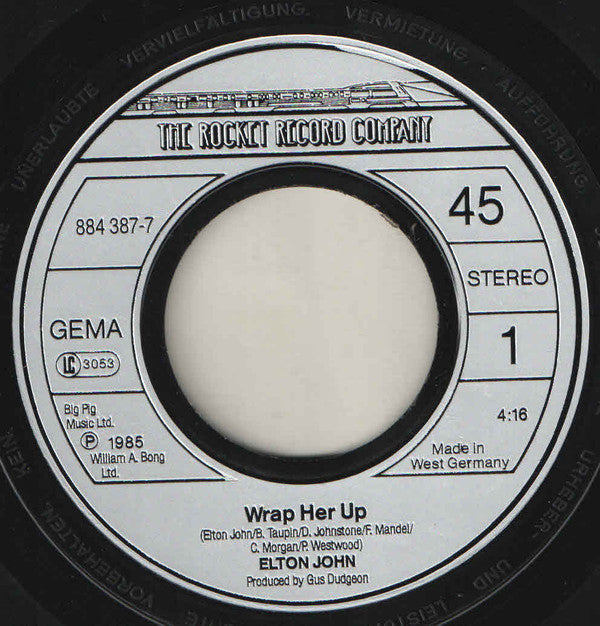 UNERLAUBTE VERVIELFÄLTIGUNG, VERMIETUNG, AUFFÜHRUNG,
THE ROCKET RECORD COMPANY
884 387-7
45
STEREO
GEMA
LC 3053
1
Big Pig
Music Ltd.
℗ 1985
William A. Bong
Ltd.
4:16
Made in
West Germany
Wrap Her Up
(Elton John/B. Taupin/D. Johnstone/F. Mandel/
C. Morgan/P. Westwood)
ELTON JOHN
Produced by Gus Dudgeon
URHEBER-
UND
LEIST
VORBEHALTEN.
KEIN